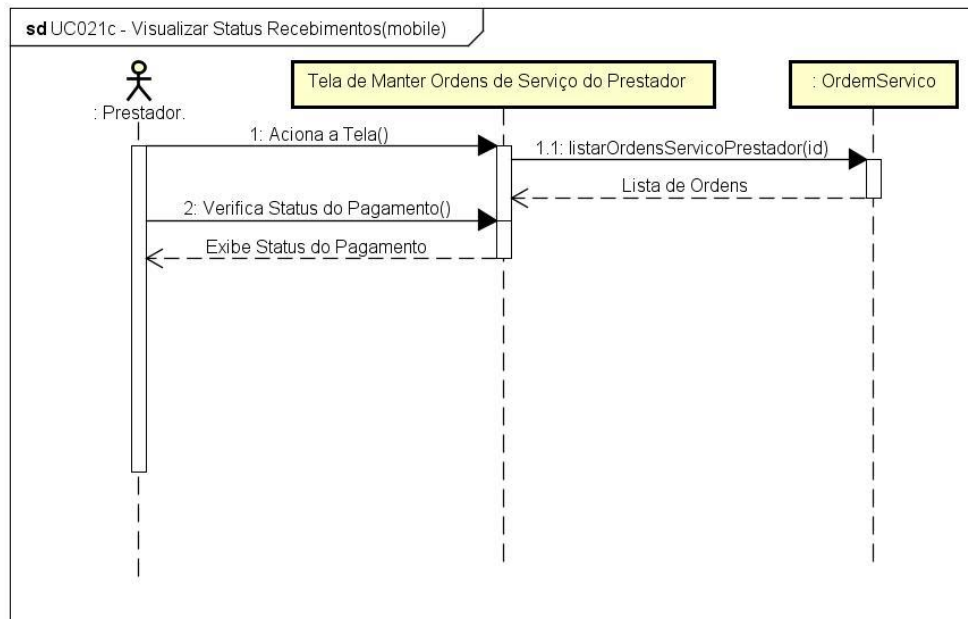 sd UC021c - Visualizar Status Recebimentos(mobile)
: Prestador.
Tela de Manter Ordens de Serviço do Prestador
: OrdemServico
1: Aciona a Tela()
1.1: listarOrdensServicoPrestador(id)
Lista de Ordens
2: Verifica Status do Pagamento()
Exibe Status do Pagamento